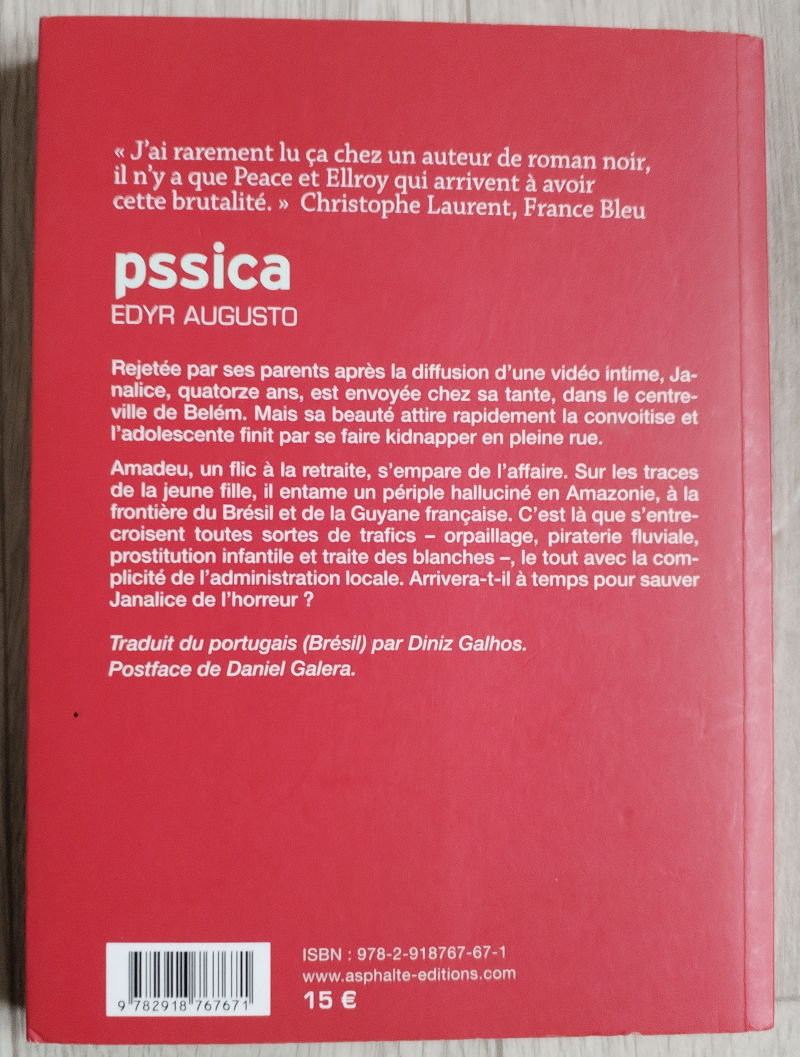 « J'ai rarement lu ça chez un auteur de roman noir,
il n'y a que Peace et Ellroy qui arrivent à avoir
cette brutalité. » Christophe Laurent, France Bleu
pssica
EDYR AUGUSTO
Rejetée par ses parents après la diffusion d'une vidéo intime, Ja-
nalice, quatorze ans, est envoyée chez sa tante, dans le centre-
ville de Belém. Mais sa beauté attire rapidement la convoitise et
l'adolescente finit par se faire kidnapper en pleine rue.
Amadeu, un flic à la retraite, s'empare de l'affaire. Sur les traces
de la jeune fille, il entame un périple halluciné en Amazonie, à la
frontière du Brésil et de la Guyane française. C'est là que s'entre-
croisent toutes sortes de trafics – orpaillage, piraterie fluviale,
prostitution infantile et traite des blanches –, le tout avec la com-
plicité de l'administration locale. Arrivera-t-il à temps pour sauver
Janalice de l'horreur ?
Traduit du portugais (Brésil) par Diniz Galhos.
Postface de Daniel Galera.
ISBN : 978-2-918767-67-1
www.asphalte-editions.com
15 €
9 782918 767671